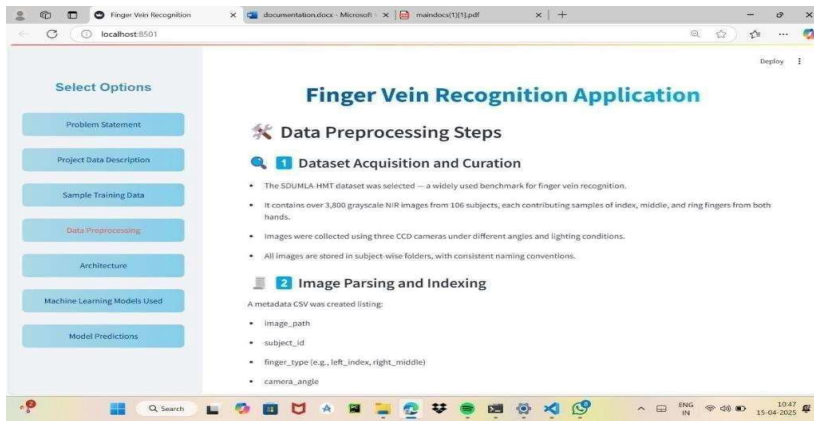 Finger Vein Recognition
documentation.docx - Microsoft
maindocs[1][1].pdf
localhost:8501
Deploy
Select Options
Problem Statement
Project Data Description
Sample Training Data
Data Preprocessing
Architecture
Machine Learning Models Used
Model Predictions
Finger Vein Recognition Application
Data Preprocessing Steps
1 Dataset Acquisition and Curation
• The SDUMLA-HMT dataset was selected — a widely used benchmark for finger vein recognition.
• It contains over 3,800 grayscale NIR images from 106 subjects, each contributing samples of index, middle, and ring fingers from both
hands.
• Images were collected using three CCD cameras under different angles and lighting conditions.
• All images are stored in subject-wise folders, with consistent naming conventions.
2 Image Parsing and Indexing
A metadata CSV was created listing:
• image_path
• subject_id
• finger_type (e.g., left_index, right_middle)
• camera_angle
2
Search
ENG
IN
10:47
15-04-2025